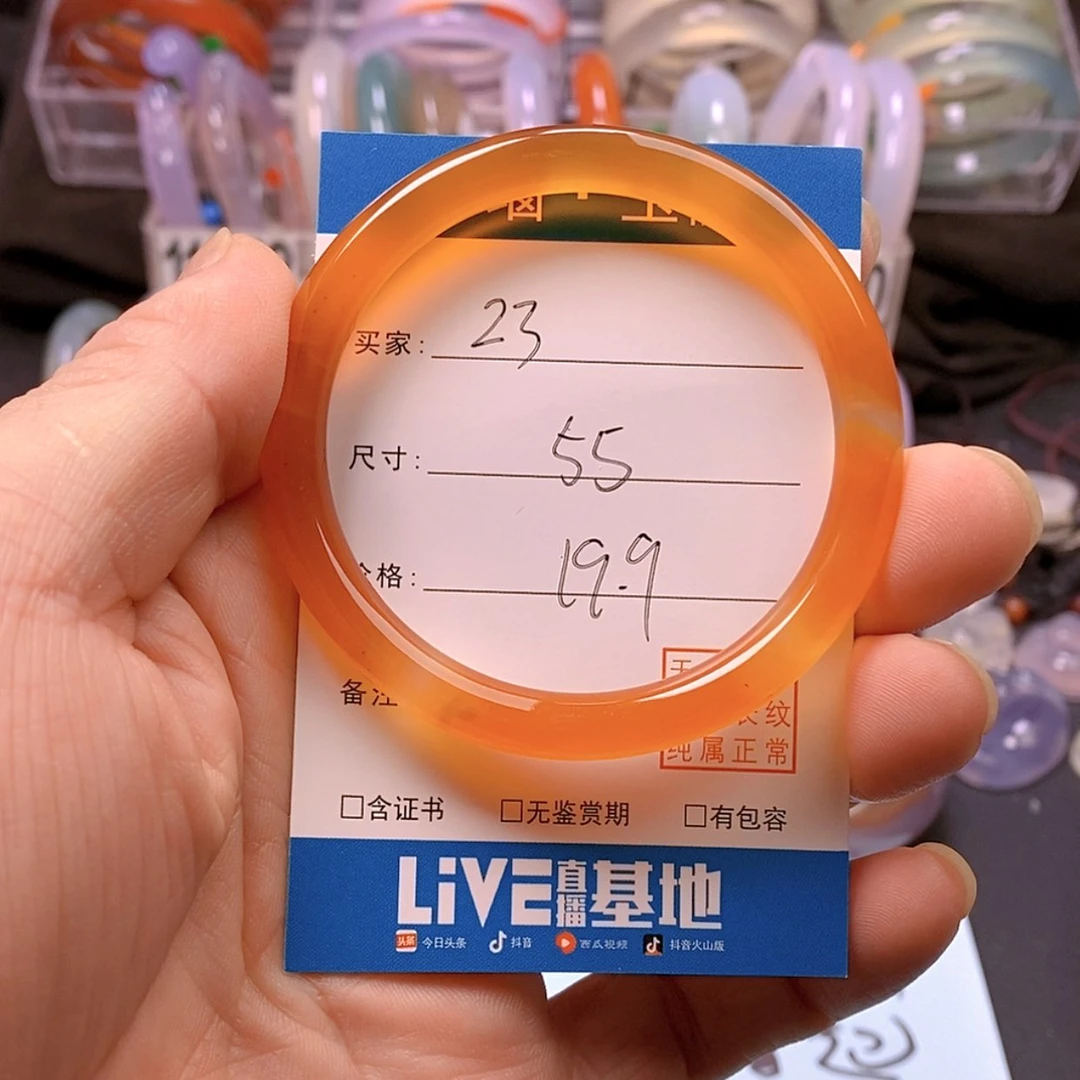 买家: 23
尺寸: 55
格: 19.9
备注
纹
纯属正常
□含证书 □无鉴赏期 □有包容
LiVE直播基地
头条 今日头条 抖音 西瓜视频 抖音火山版